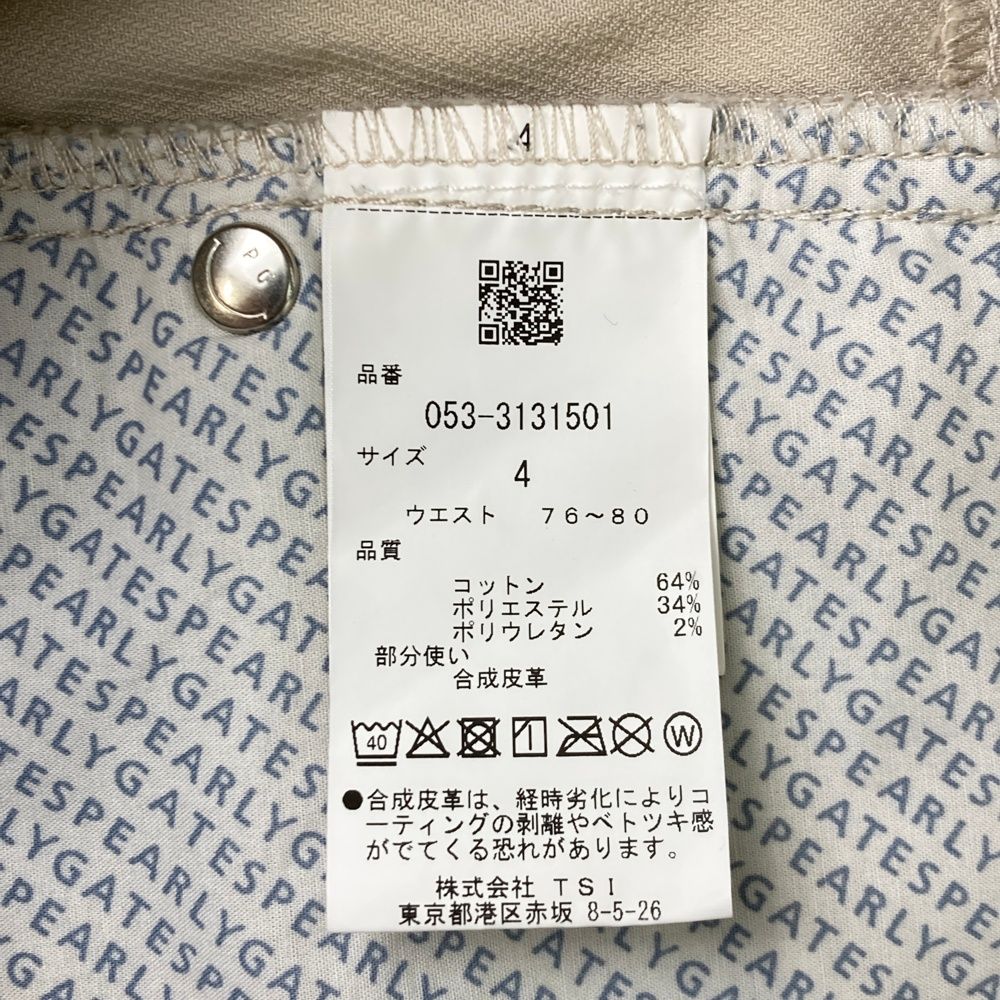 4
PG
品番
053-3131501
サイズ
4
ウエスト 76～80
品質
コットン 64%
ポリエステル 34%
ポリウレタン 2%
部分使い
合成皮革
40
W
●合成皮革は、経時劣化によりコ
ーティングの剥離やベトツキ感
がでてくる恐れがあります。
株式会社 TSI
東京都港区赤坂 8-5-26
PEARLYGATES